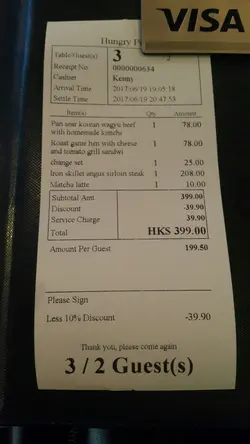 VISA
Hungry P
Table/Guest(s) 3 2
Receipt No 0000000634
Cashier Kenny
Arrival Time 2017/06/19 19:05:18
Settle Time 2017/06/19 20:47:53
Item(s) Qty Amount
Pan sear korean wagyu beef 1 78.00
with homemade kimchi
Roast game hen with cheese 1 78.00
and tomato grill sandwi
change set 1 25.00
Iron skillet angus sirloin steak 1 208.00
Matcha latte 1 10.00
Subtotal Amt 399.00
Discount -39.90
Service Charge 39.90
Total HK$ 399.00
Amount Per Guest 199.50
Please Sign
Less 10% Discount -39.90
Thank you, please come again
3 / 2 Guest(s)